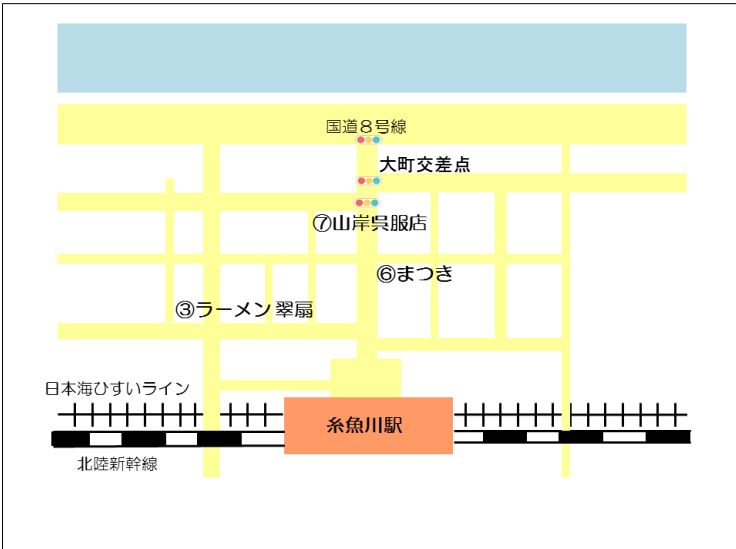 国道８号線
大町交差点
⑦山岸呉服店
⑥まつき
③ラーメン 翠扇
日本海ひすいライン
糸魚川駅
北陸新幹線